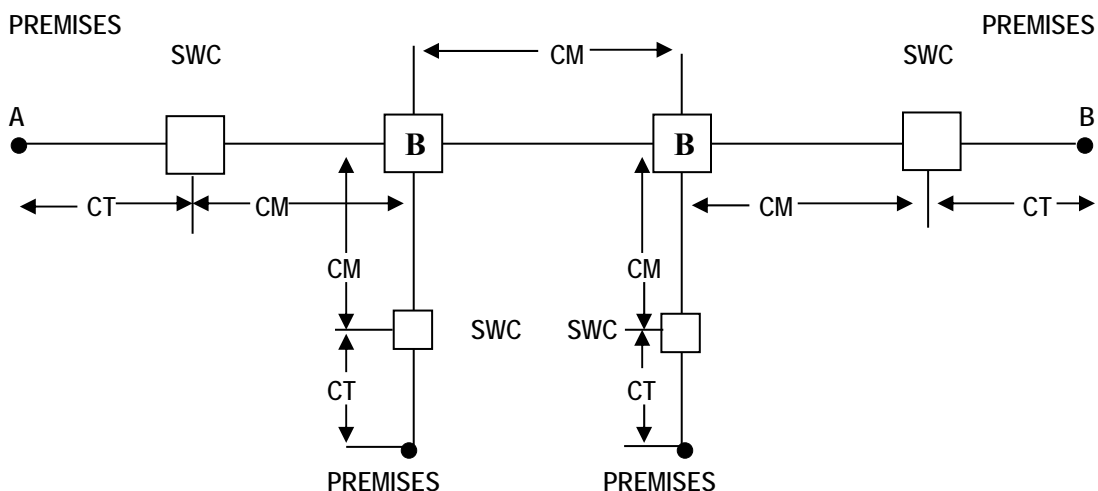 PREMISES PREMISES
SWC CM SWC
A B
B B
CT CM CM CT
CM CM
SWC SWC
CT CT
PREMISES PREMISES